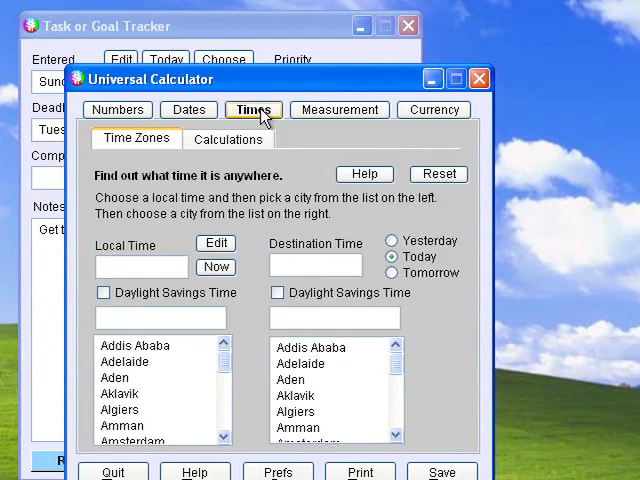 Task or Goal Tracker
Entered Edit Today Choose Priority
Sund
Deadl
Tues
Comp
Notes
Get t
R
Universal Calculator
Numbers Dates Times Measurement Currency
Time Zones Calculations
Find out what time it is anywhere. Help Reset
Choose a local time and then pick a city from the list on the left.
Then choose a city from the list on the right.
Local Time Edit Destination Time Yesterday
Now Today
Tomorrow
Daylight Savings Time Daylight Savings Time
Addis Ababa Addis Ababa
Adelaide Adelaide
Aden Aden
Aklavik Aklavik
Algiers Algiers
Amman Amman
Amsterdam Amsterdam
Quit Help Prefs Print Save